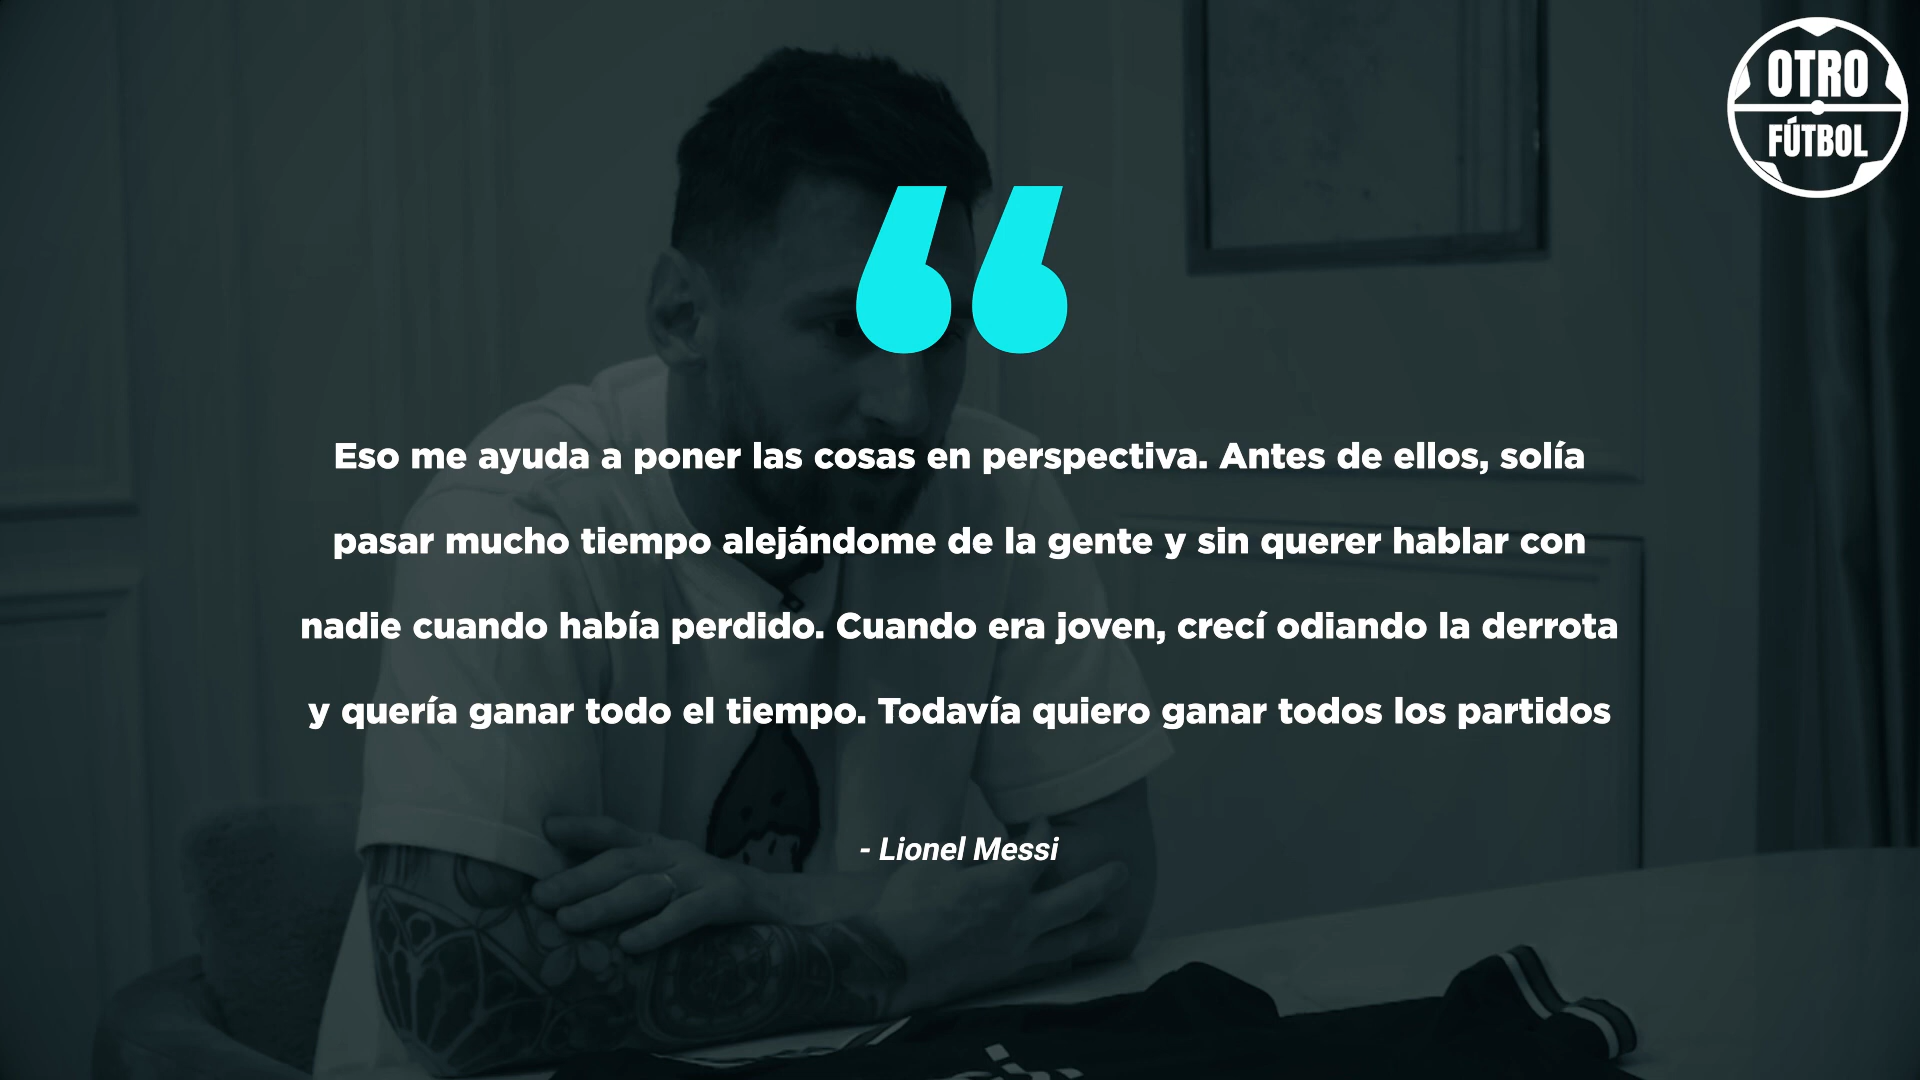 OTRO
FÚTBOL
Eso me ayuda a poner las cosas en perspectiva. Antes de ellos, solía
pasar mucho tiempo alejándome de la gente y sin querer hablar con
nadie cuando había perdido. Cuando era joven, crecí odiando la derrota
y quería ganar todo el tiempo. Todavía quiero ganar todos los partidos
- Lionel Messi